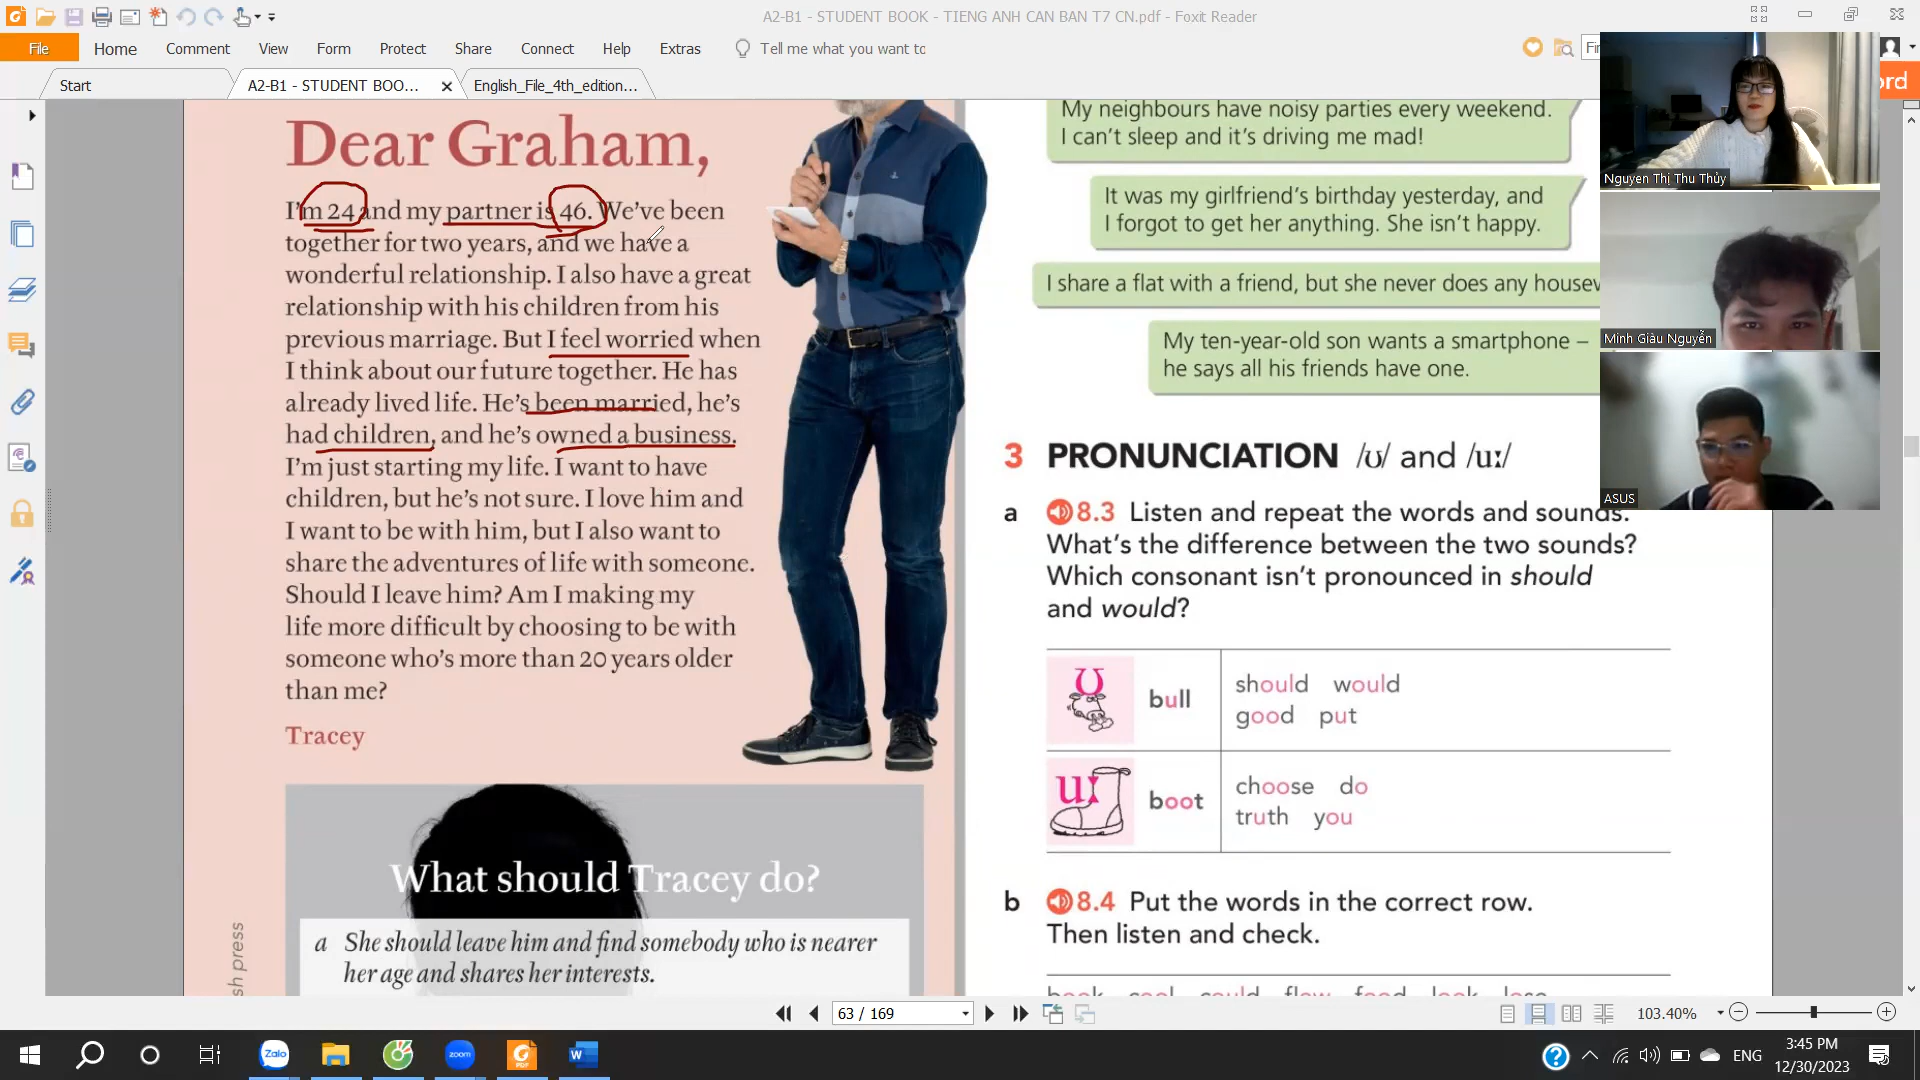 A2-B1 - STUDENT BOOK - TIENG ANH CAN BAN T7 CN.pdf - Foxit Reader
File Home Comment View Form Protect Share Connect Help Extras Tell me what you want to
Start
A2-B1 - STUDENT BOO...
English_File_4th_edition...
Dear Graham,
I'm 24 and my partner is 46. We've been
together for two years, and we have a
wonderful relationship. I also have a great
relationship with his children from his
previous marriage. But I feel worried when
I think about our future together. He has
already lived life. He's been married, he's
had children, and he's owned a business.
I'm just starting my life. I want to have
children, but he's not sure. I love him and
I want to be with him, but I also want to
share the adventures of life with someone.
Should I leave him? Am I making my
life more difficult by choosing to be with
someone who's more than 20 years older
than me?
Tracey
What should Tracey do?
a She should leave him and find somebody who is nearer
her age and shares her interests.
sh press
My neighbours have noisy parties every weekend.
I can't sleep and it's driving me mad!
It was my girlfriend's birthday yesterday, and
I forgot to get her anything. She isn't happy.
I share a flat with a friend, but she never does any housew
My ten-year-old son wants a smartphone –
he says all his friends have one.
3 PRONUNCIATION /ʊ/ and /uː/
a 8.3 Listen and repeat the words and sounds.
What's the difference between the two sounds?
Which consonant isn't pronounced in should
and would?
ʊ bull should would
good put
uː boot choose do
truth you
b 8.4 Put the words in the correct row.
Then listen and check.
book cool could flew food look lose
Nguyen Thị Thu Thủy
Minh Giàu Nguyễn
ASUS
ord
63 / 169
103.40%
Zalo
zoom
PDF
W
ENG
3:45 PM
12/30/2023